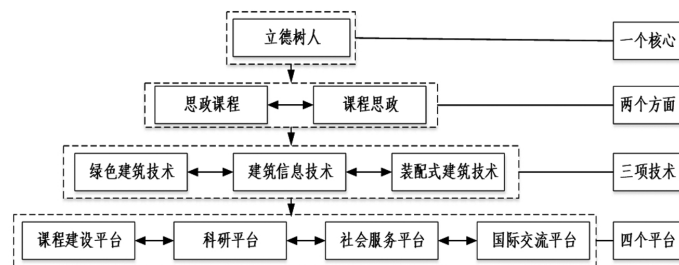 立德树人 一个核心
思政课程 课程思政 两个方面
绿色建筑技术 建筑信息技术 装配式建筑技术 三项技术
课程建设平台 科研平台 社会服务平台 国际交流平台 四个平台